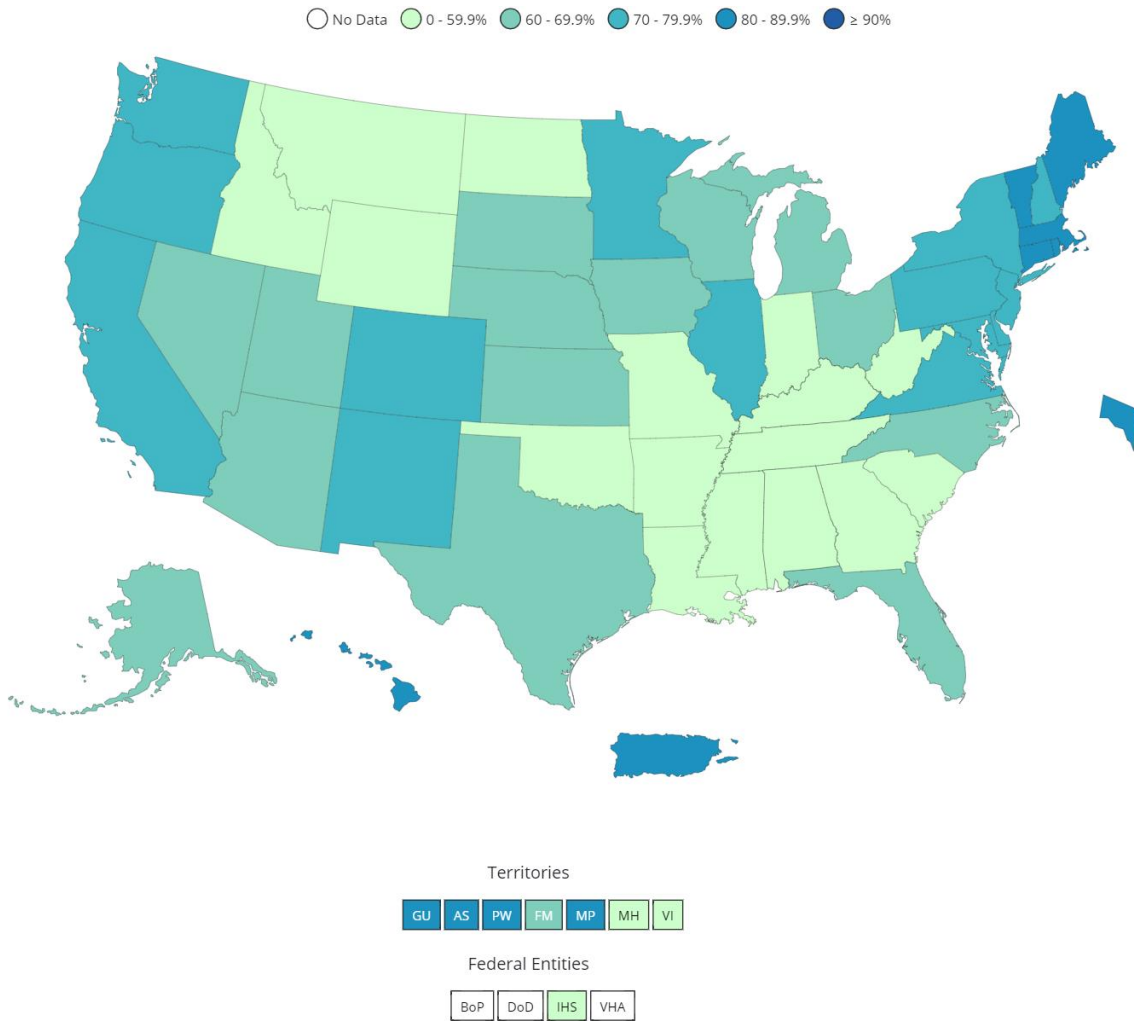 No Data 0 - 59.9% 60 - 69.9% 70 - 79.9% 80 - 89.9% ≥ 90%
Territories
GU AS PW FM MP MH VI
Federal Entities
BoP DoD IHS VHA